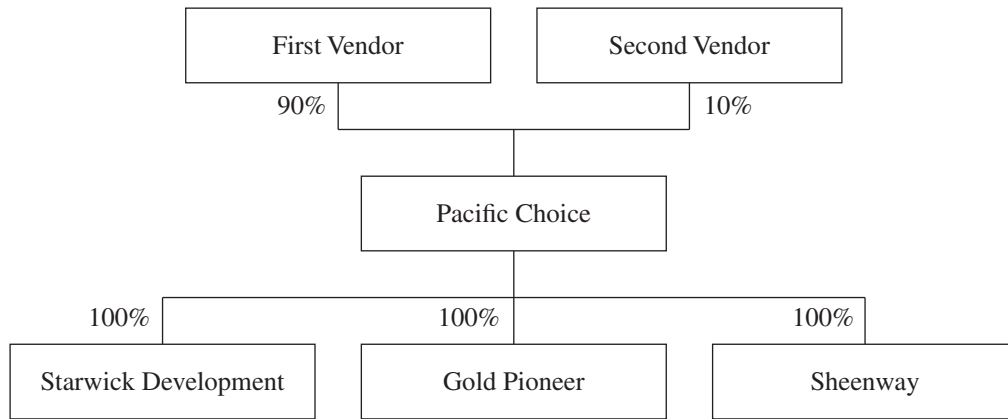 First Vendor
Second Vendor
90%
10%
Pacific Choice
100%
100%
100%
Starwick Development
Gold Pioneer
Sheenway